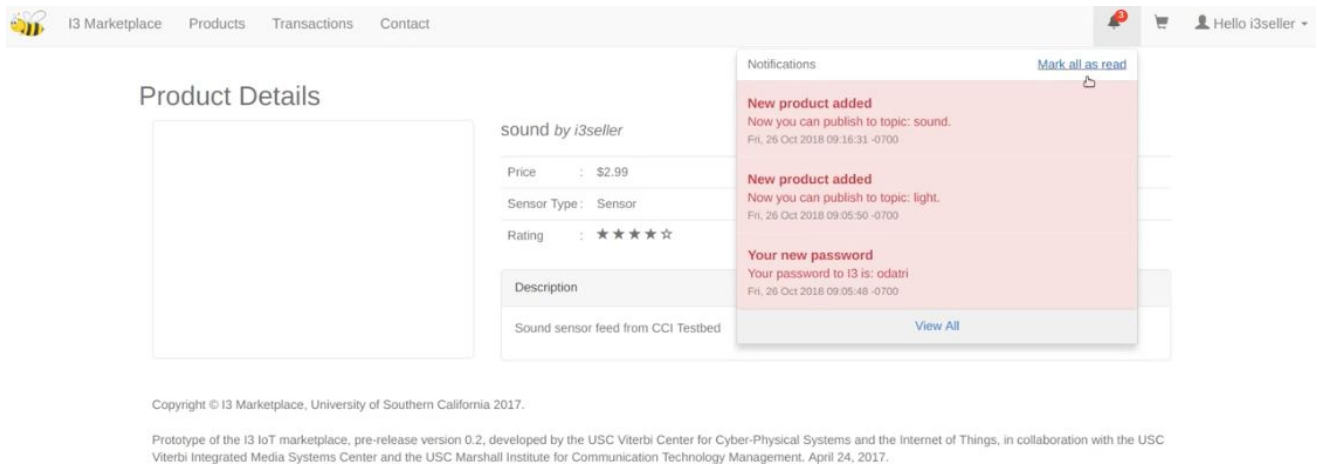 I3 Marketplace Products Transactions Contact 3 Hello i3seller
Notifications Mark all as read
New product added
Now you can publish to topic: sound.
Fri, 26 Oct 2018 09:16:31 -0700
New product added
Now you can publish to topic: light.
Fri, 26 Oct 2018 09:05:50 -0700
Your new password
Your password to I3 is: odatri
Fri, 26 Oct 2018 09:05:48 -0700
View All
Product Details
sound by i3seller
Price : $2.99
Sensor Type : Sensor
Rating : ★★★★☆
Description
Sound sensor feed from CCI Testbed
Copyright © I3 Marketplace, University of Southern California 2017.
Prototype of the I3 IoT marketplace, pre-release version 0.2, developed by the USC Viterbi Center for Cyber-Physical Systems and the Internet of Things, in collaboration with the USC
Viterbi Integrated Media Systems Center and the USC Marshall Institute for Communication Technology Management. April 24, 2017.